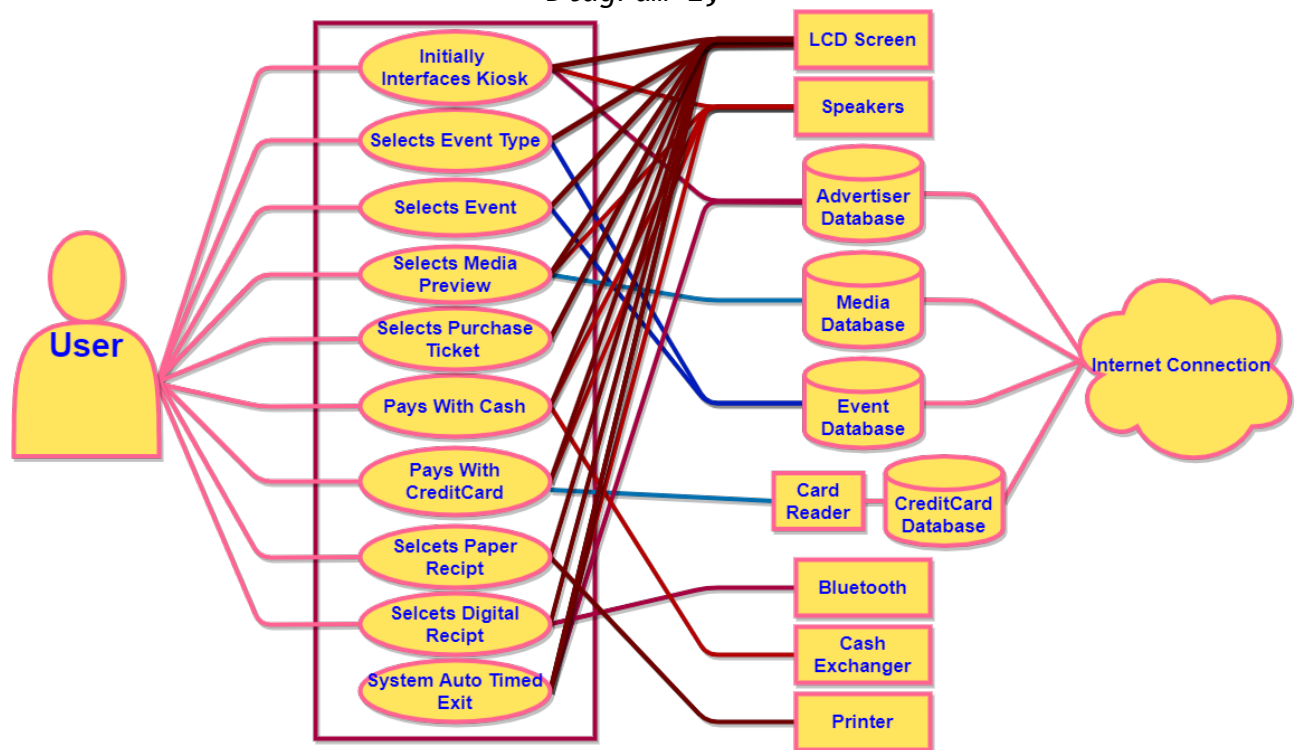 Initially
Interfaces Kiosk
Selects Event Type
Selects Event
Selects Media
Preview
Selects Purchase
Ticket
Pays With Cash
Pays With
CreditCard
Selcets Paper
Recipt
Selcets Digital
Recipt
System Auto Timed
Exit
User
LCD Screen
Speakers
Advertiser
Database
Media
Database
Event
Database
Card
Reader
CreditCard
Database
Bluetooth
Cash
Exchanger
Printer
Internet Connection